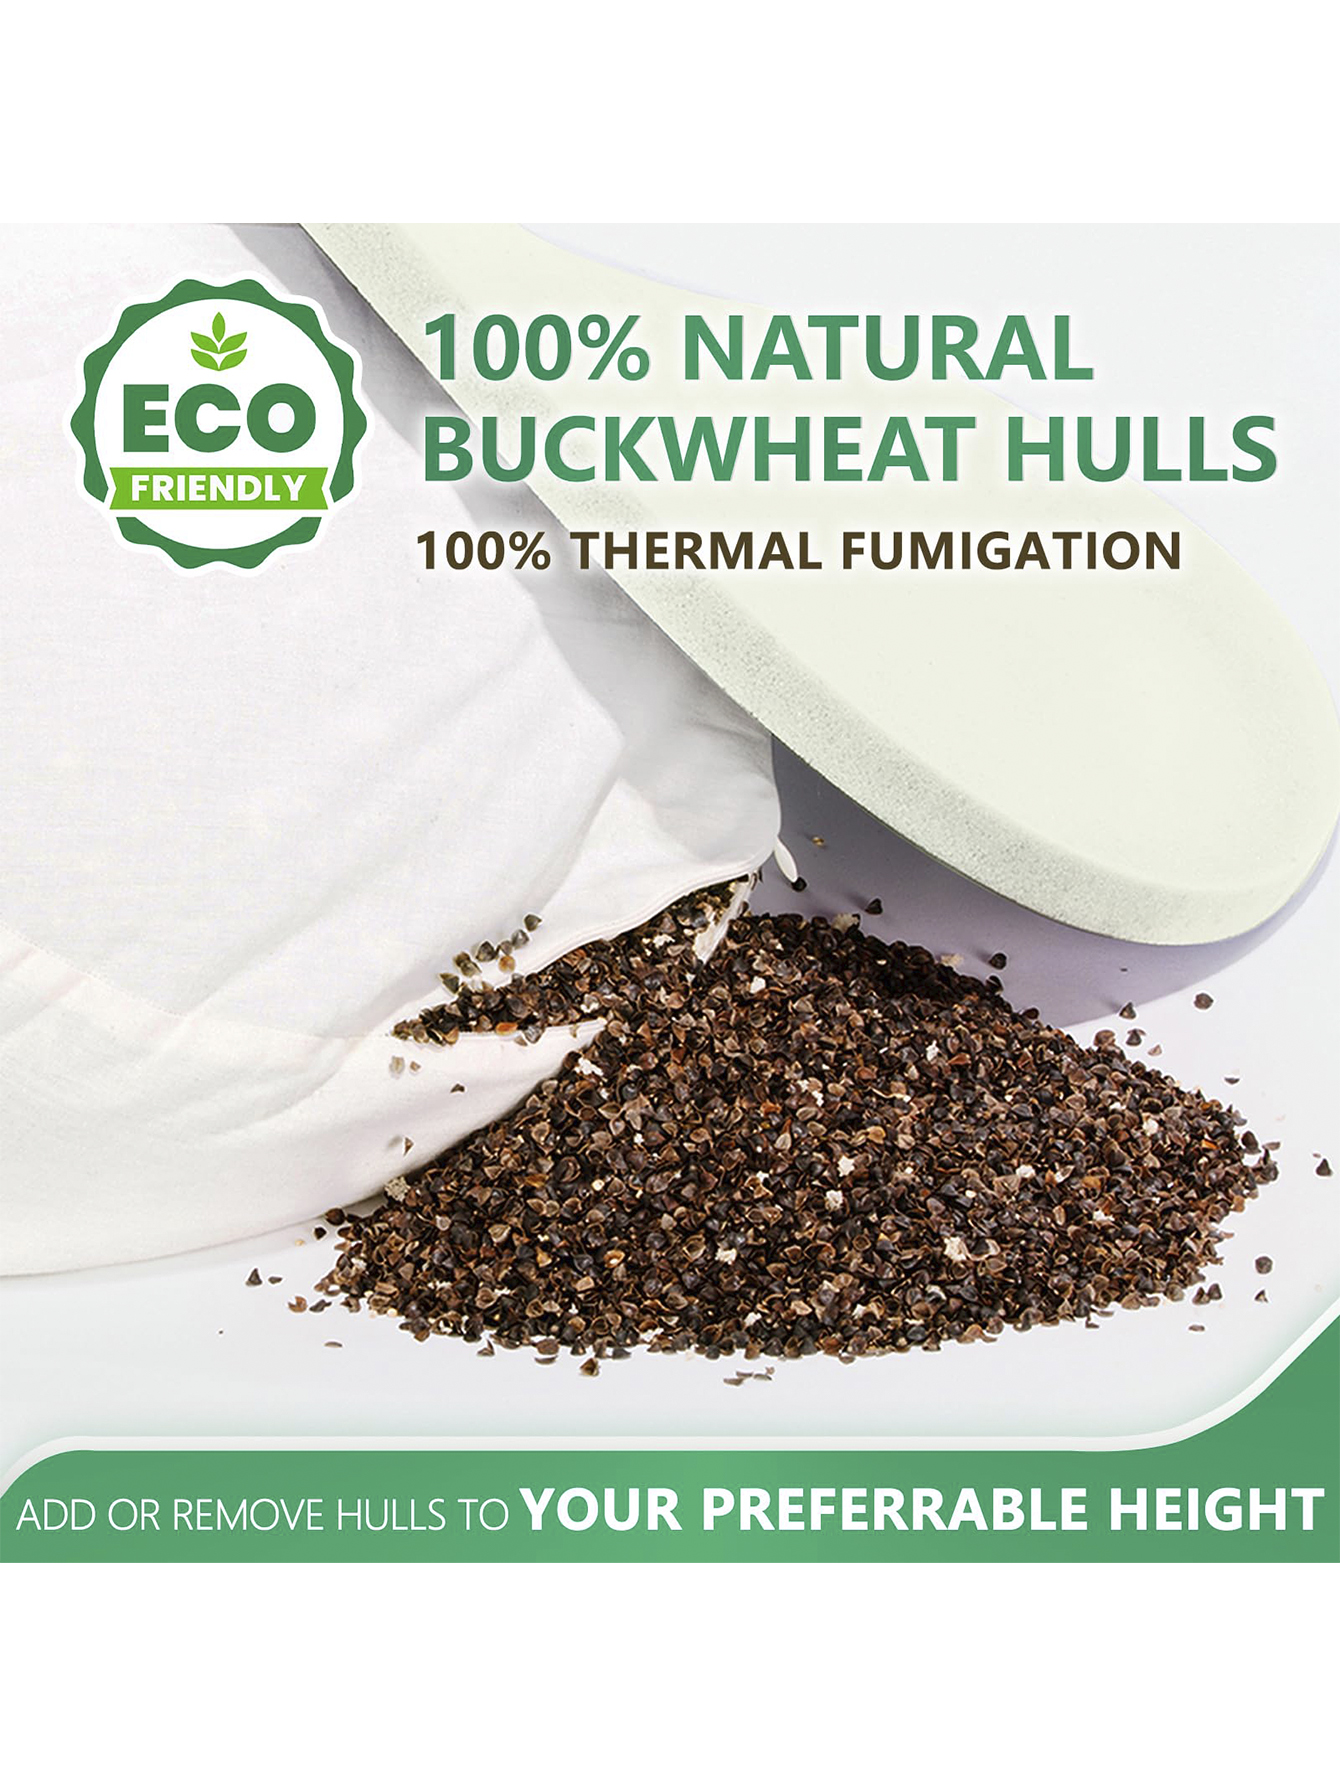 ECO
FRIENDLY
100% NATURAL
BUCKWHEAT HULLS
100% THERMAL FUMIGATION
ADD OR REMOVE HULLS TO YOUR PREFERRABLE HEIGHT